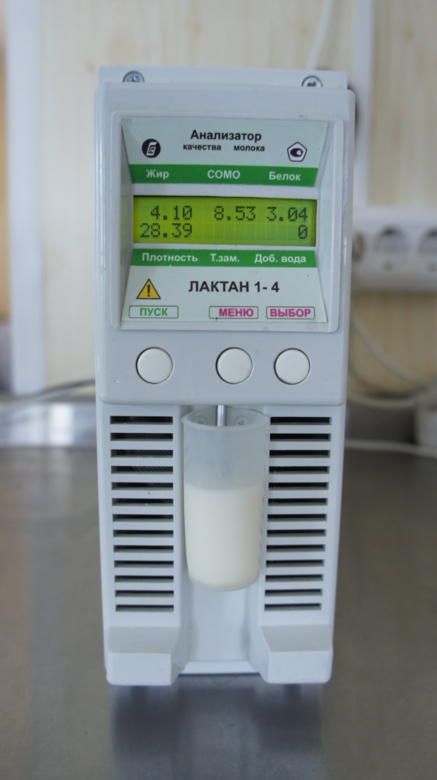 Анализатор
качества молока
Жир СОМО Белок
4.10 8.53 3.04
28.39 0
Плотность Т.зам. Доб. вода
ЛАКТАН 1-4
ПУСК МЕНЮ ВЫБОР